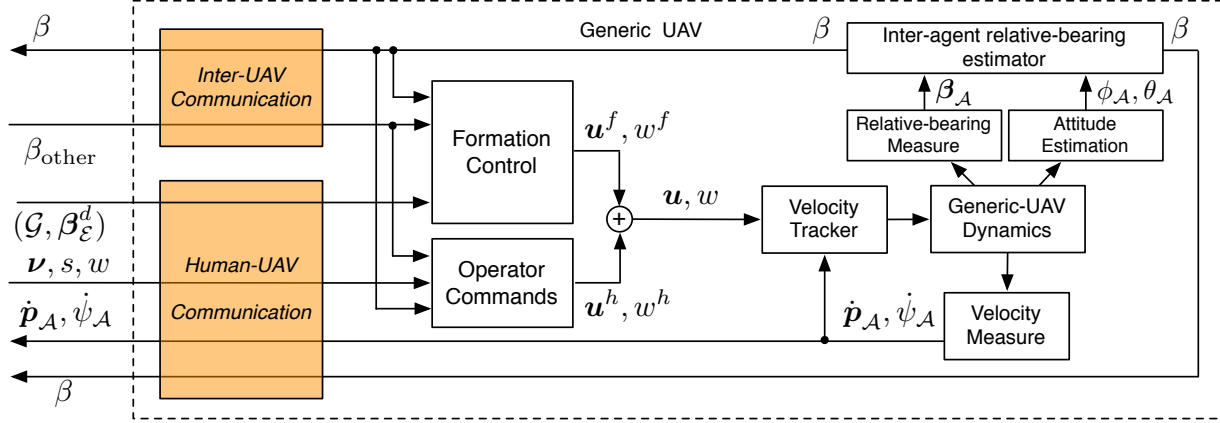 β
Generic UAV
β
Inter-agent relative-bearing
estimator
β
Inter-UAV
Communication
β_other
𝜷_𝒜
ϕ_𝒜, θ_𝒜
Relative-bearing
Measure
Attitude
Estimation
Formation
Control
𝒖^f, w^f
(𝒢, 𝜷^d_ℰ)
𝝂, s, w
𝒑̇_𝒜, ψ̇_𝒜
β
Human-UAV
Communication
Operator
Commands
+
𝒖^h, w^h
𝒖, w
Velocity
Tracker
Generic-UAV
Dynamics
𝒑̇_𝒜, ψ̇_𝒜
Velocity
Measure